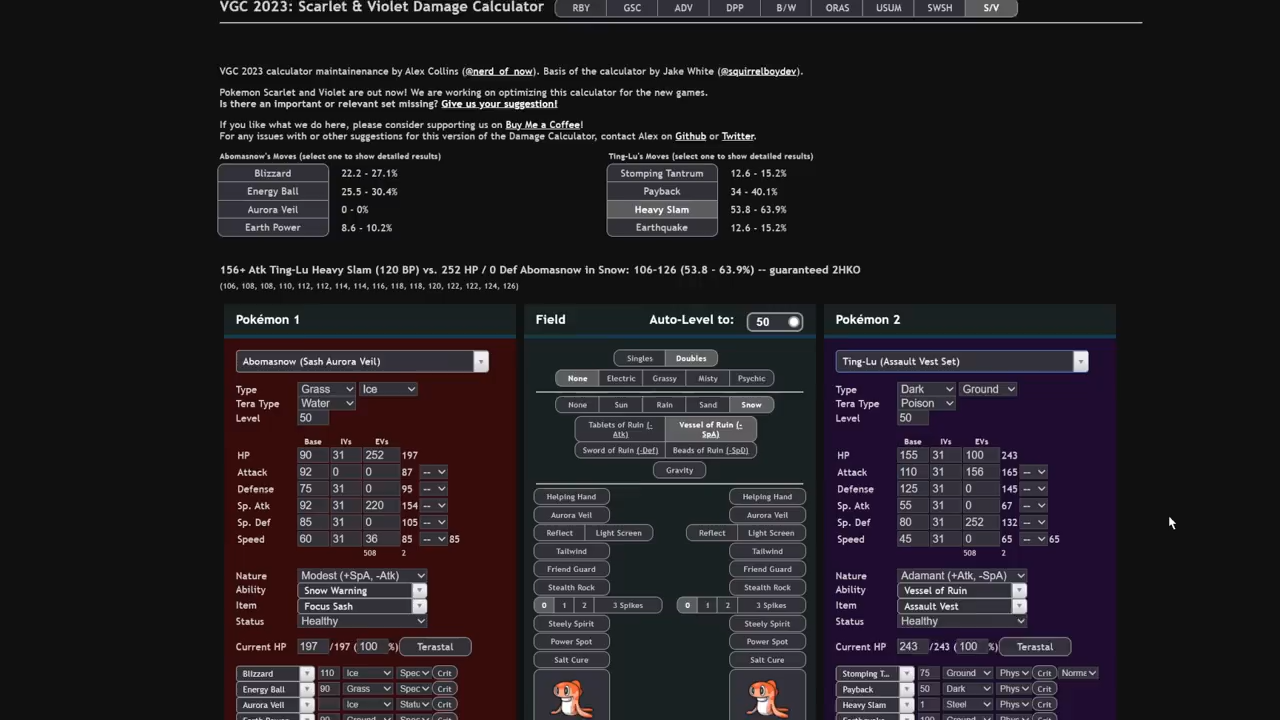 VGC 2023: Scarlet & Violet Damage Calculator RBY GSC ADV DPP B/W ORAS USUM SWSH S/V
VGC 2023 calculator maintainenance by Alex Collins (@nerd_of_now). Basis of the calculator by Jake White (@squirrelboydev).
Pokemon Scarlet and Violet are out now! We are working on optimizing this calculator for the new games.
Is there an important or relevant set missing? Give us your suggestion!
If you like what we do here, please consider supporting us on Buy Me a Coffee!
For any issues with or other suggestions for this version of the Damage Calculator, contact Alex on Github or Twitter.
Abomasnow's Moves (select one to show detailed results) Ting-Lu's Moves (select one to show detailed results)
Blizzard 22.2 - 27.1% Stomping Tantrum 12.6 - 15.2%
Energy Ball 25.5 - 30.4% Payback 34 - 40.1%
Aurora Veil 0 - 0% Heavy Slam 53.8 - 63.9%
Earth Power 8.6 - 10.2% Earthquake 12.6 - 15.2%
156+ Atk Ting-Lu Heavy Slam (120 BP) vs. 252 HP / 0 Def Abomasnow in Snow: 106-126 (53.8 - 63.9%) -- guaranteed 2HKO
(106, 108, 108, 110, 112, 112, 114, 114, 116, 118, 118, 120, 122, 122, 124, 126)
Pokémon 1 Field Auto-Level to: 50 Pokémon 2
Abomasnow (Sash Aurora Veil) Singles Doubles Ting-Lu (Assault Vest Set)
None Electric Grassy Misty Psychic
Type Grass Ice Type Dark Ground
Tera Type Water None Sun Rain Sand Snow Tera Type Poison
Level 50 Level 50
Tablets of Ruin (-Atk) Vessel of Ruin (-SpA)
Base IVs EVs Base IVs EVs
HP 90 31 252 197 Sword of Ruin (-Def) Beads of Ruin (-SpD) HP 155 31 100 243
Attack 92 0 0 87 -- Gravity Attack 110 31 156 165 --
Defense 75 31 0 95 -- Defense 125 31 0 145 --
Sp. Atk 92 31 220 154 -- Helping Hand Helping Hand Sp. Atk 55 31 0 67 --
Sp. Def 85 31 0 105 -- Aurora Veil Aurora Veil Sp. Def 80 31 252 132 --
Speed 60 31 36 85 -- 85 Reflect Light Screen Reflect Light Screen Speed 45 31 0 65 -- 65
508 2 Tailwind Tailwind 508 2
Nature Modest (+SpA, -Atk) Friend Guard Friend Guard Nature Adamant (+Atk, -SpA)
Ability Snow Warning Stealth Rock Stealth Rock Ability Vessel of Ruin
Item Focus Sash 0 1 2 3 Spikes 0 1 2 3 Spikes Item Assault Vest
Status Healthy Steely Spirit Steely Spirit Status Healthy
Current HP 197 /197 (100 %) Terastal Power Spot Power Spot Current HP 243 /243 (100 %) Terastal
Salt Cure Salt Cure
Blizzard 110 Ice Spec Crit Stomping T... 75 Ground Phys Crit Norma
Energy Ball 90 Grass Spec Crit Payback 50 Dark Phys Crit
Aurora Veil Ice Statu Crit Heavy Slam 1 Steel Phys Crit